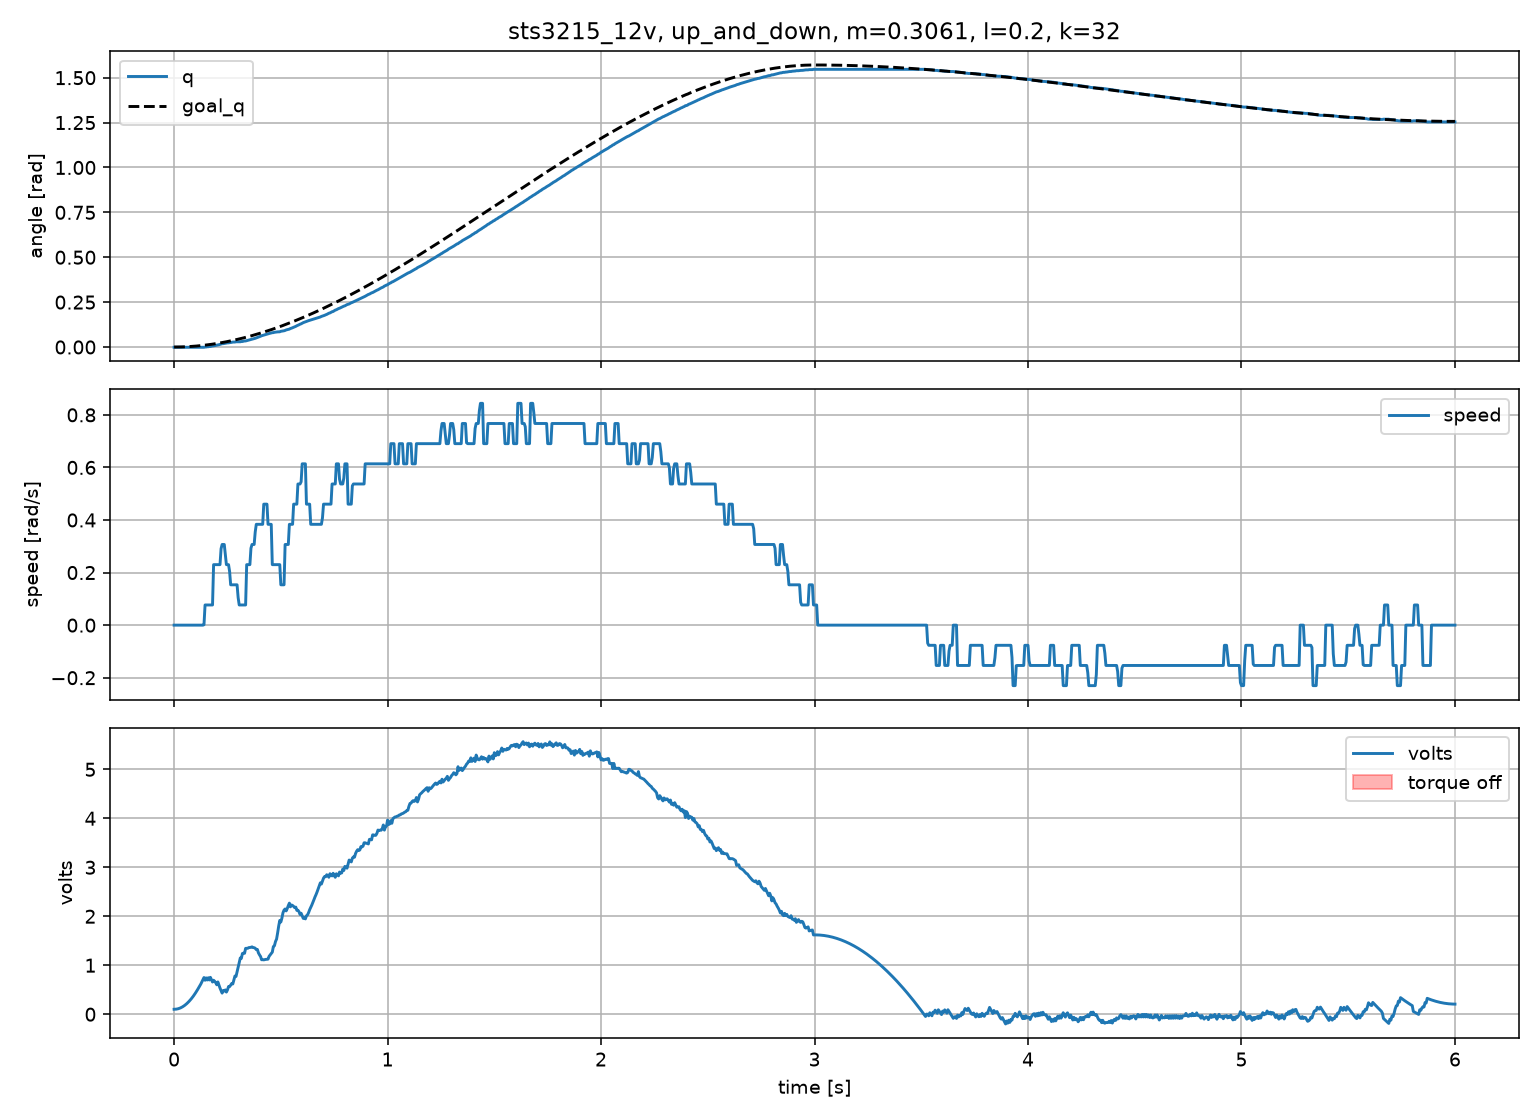 sts3215_12v, up_and_down, m=0.3061, l=0.2, k=32
q
goal_q
angle [rad]
1.50
1.25
1.00
0.75
0.50
0.25
0.00
speed
speed [rad/s]
0.8
0.6
0.4
0.2
0.0
−0.2
volts
torque off
volts
5
4
3
2
1
0
0 1 2 3 4 5 6
time [s]